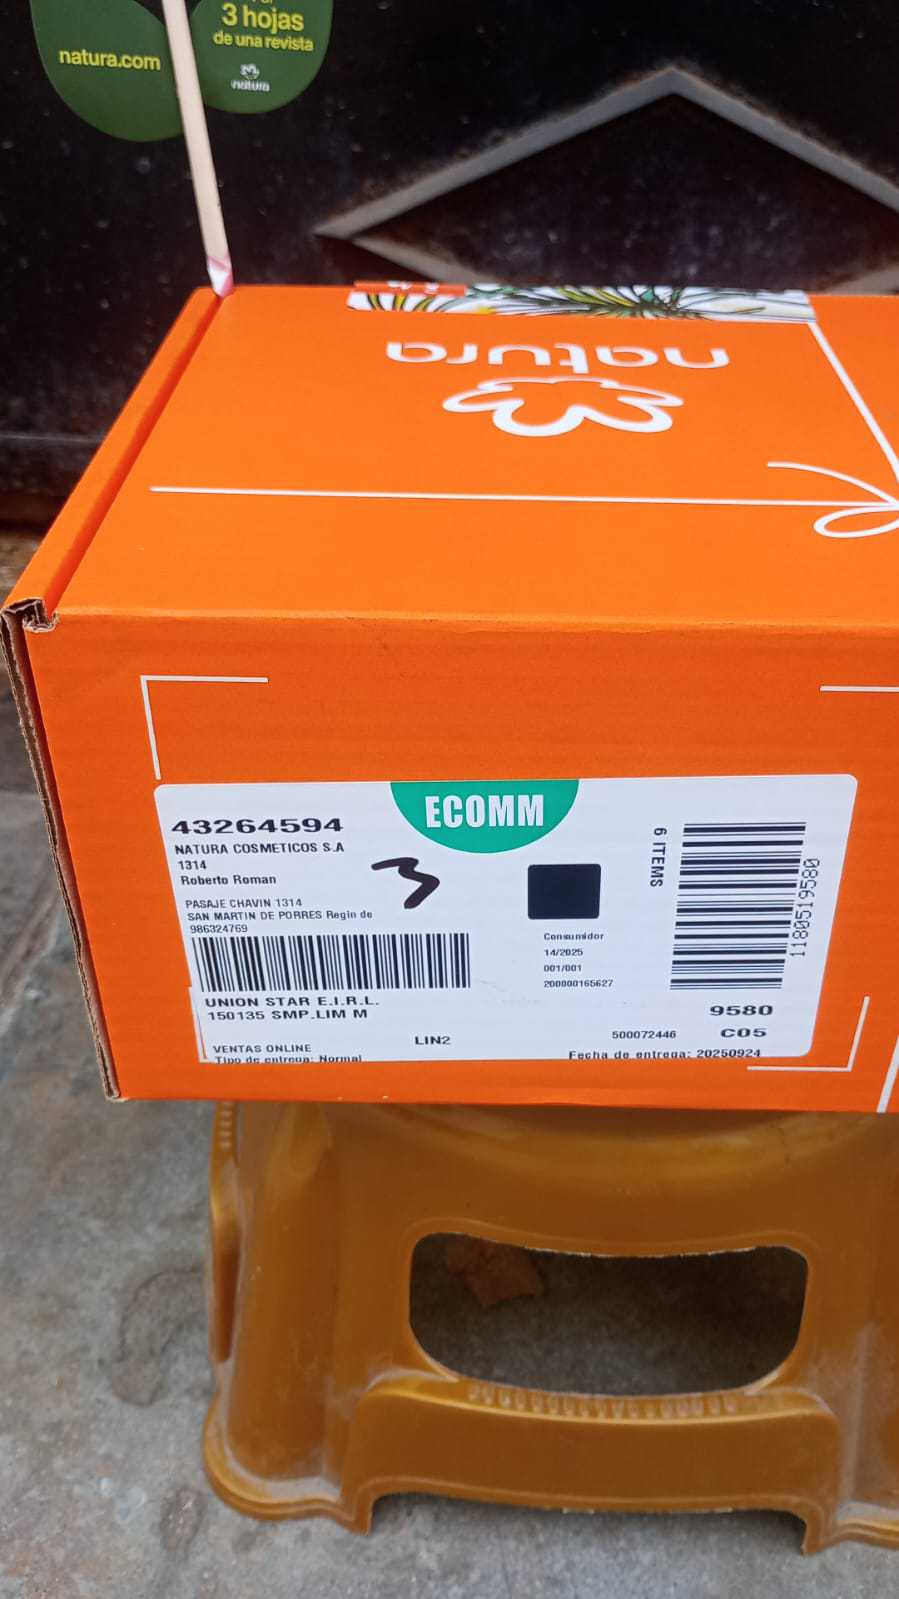 3 hojas
de una revista
natura.com
natura
natura
ECOMM
43264594
NATURA COSMETICOS S.A
1314
Roberto Roman
3
PASAJE CHAVIN 1314
SAN MARTIN DE PORRES Regin de
986324769
UNION STAR E.I.R.L.
150135 SMP.LIM M
VENTAS ONLINE
Tipo de entrega: Normal
LIN2
Consumidor
14/2025
001/001
200000165627
6 ITEMS
1180519580
9580
500072446
C05
Fecha de entrega: 20250924